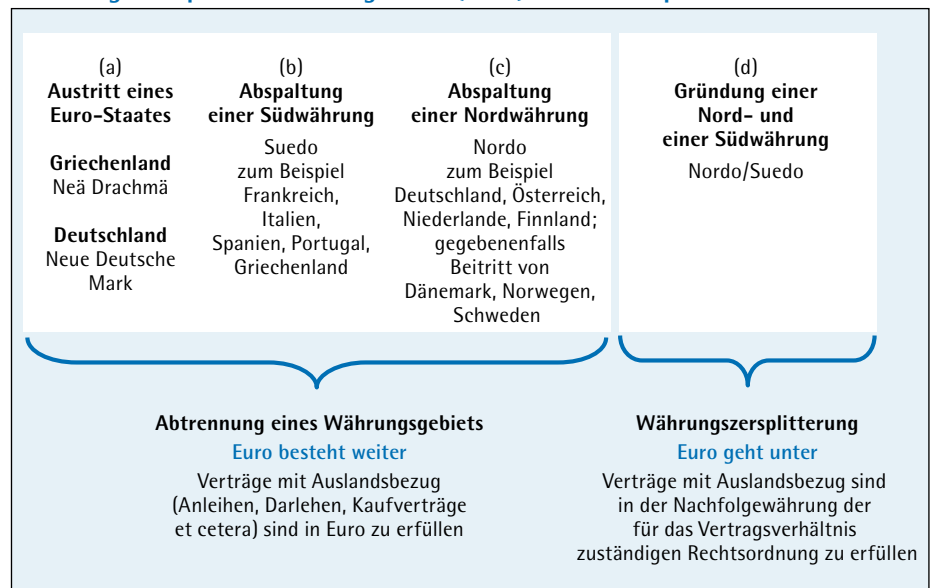 (a)
Austritt eines
Euro-Staates
Griechenland
Neä Drachmä
Deutschland
Neue Deutsche
Mark
(b)
Abspaltung
einer Südwährung
Suedo
zum Beispiel
Frankreich,
Italien,
Spanien, Portugal,
Griechenland
(c)
Abspaltung
einer Nordwährung
Nordo
zum Beispiel
Deutschland, Österreich,
Niederlande, Finnland;
gegebenenfalls
Beitritt von
Dänemark, Norwegen,
Schweden
(d)
Gründung einer
Nord- und
einer Südwährung
Nordo/Suedo
Abtrennung eines Währungsgebiets
Euro besteht weiter
Verträge mit Auslandsbezug
(Anleihen, Darlehen, Kaufverträge
et cetera) sind in Euro zu erfüllen
Währungszersplitterung
Euro geht unter
Verträge mit Auslandsbezug sind
in der Nachfolgewährung der
für das Vertragsverhältnis
zuständigen Rechtsordnung zu erfüllen